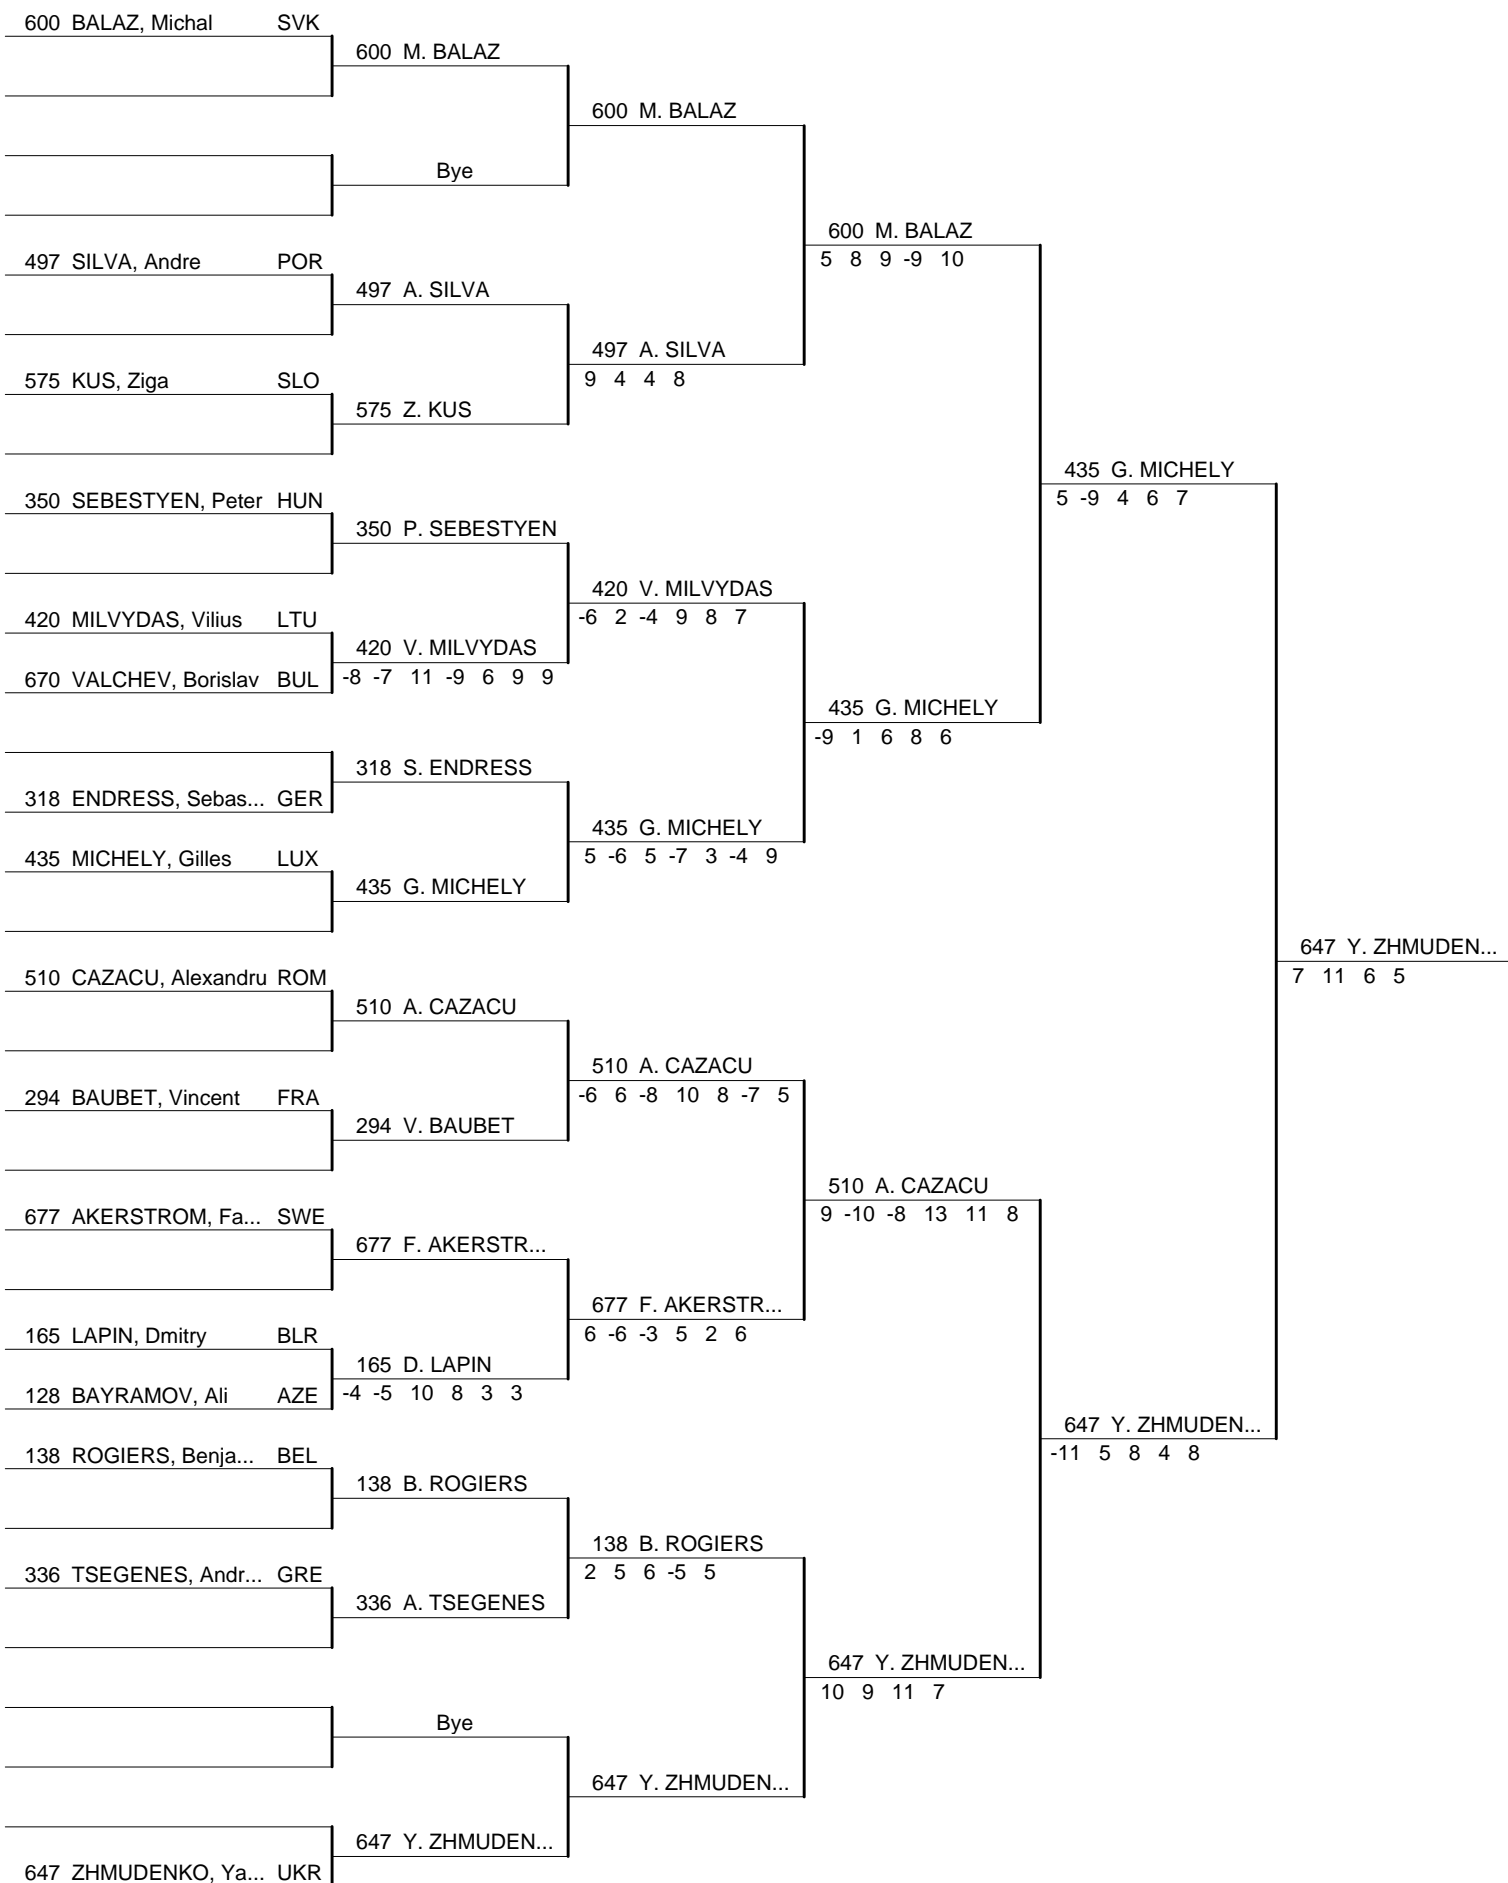 600 BALAZ, Michal SVK
600 M. BALAZ
600 M. BALAZ
Bye
600 M. BALAZ
5 8 9 -9 10
497 SILVA, Andre POR
497 A. SILVA
497 A. SILVA
9 4 4 8
575 KUS, Ziga SLO
575 Z. KUS
435 G. MICHELY
5 -9 4 6 7
350 SEBESTYEN, Peter HUN
350 P. SEBESTYEN
420 V. MILVYDAS
-6 2 -4 9 8 7
420 MILVYDAS, Vilius LTU
420 V. MILVYDAS
-8 -7 11 -9 6 9 9
670 VALCHEV, Borislav BUL
435 G. MICHELY
-9 1 6 8 6
318 S. ENDRESS
318 ENDRESS, Sebas... GER
435 G. MICHELY
5 -6 5 -7 3 -4 9
435 MICHELY, Gilles LUX
435 G. MICHELY
647 Y. ZHMUDEN...
7 11 6 5
510 CAZACU, Alexandru ROM
510 A. CAZACU
510 A. CAZACU
-6 6 -8 10 8 -7 5
294 BAUBET, Vincent FRA
294 V. BAUBET
510 A. CAZACU
9 -10 -8 13 11 8
677 AKERSTROM, Fa... SWE
677 F. AKERSTR...
677 F. AKERSTR...
6 -6 -3 5 2 6
165 LAPIN, Dmitry BLR
165 D. LAPIN
-4 -5 10 8 3 3
128 BAYRAMOV, Ali AZE
647 Y. ZHMUDEN...
-11 5 8 4 8
138 ROGIERS, Benja... BEL
138 B. ROGIERS
138 B. ROGIERS
2 5 6 -5 5
336 TSEGENES, Andr... GRE
336 A. TSEGENES
647 Y. ZHMUDEN...
10 9 11 7
Bye
647 Y. ZHMUDEN...
647 Y. ZHMUDEN...
647 ZHMUDENKO, Ya... UKR